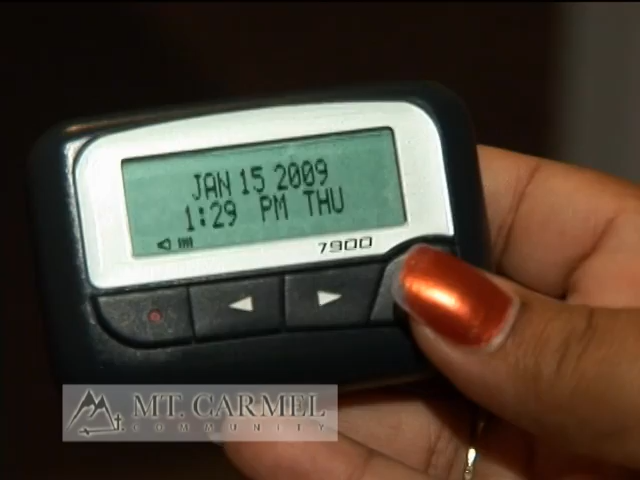 JAN 15 2009
1:29 PM THU
7900
MT. CARMEL
COMMUNITY